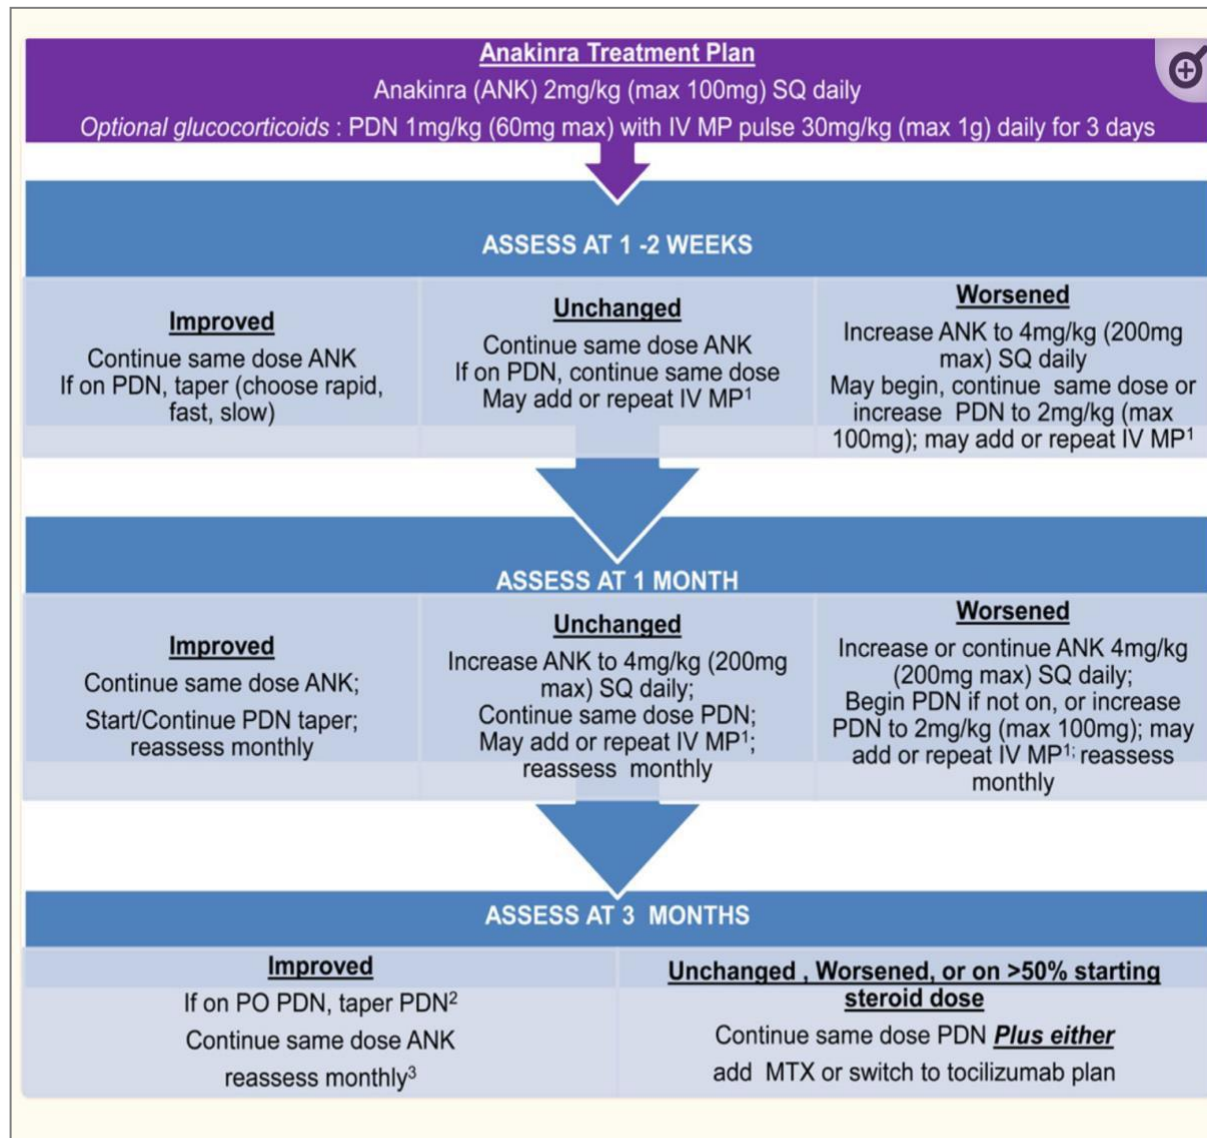 Anakinra Treatment Plan
Anakinra (ANK) 2mg/kg (max 100mg) SQ daily
Optional glucocorticoids : PDN 1mg/kg (60mg max) with IV MP pulse 30mg/kg (max 1g) daily for 3 days
ASSESS AT 1 -2 WEEKS
Improved
Continue same dose ANK
If on PDN, taper (choose rapid,
fast, slow)
Unchanged
Continue same dose ANK
If on PDN, continue same dose
May add or repeat IV MP¹
Worsened
Increase ANK to 4mg/kg (200mg
max) SQ daily
May begin, continue same dose or
increase PDN to 2mg/kg (max
100mg); may add or repeat IV MP¹
ASSESS AT 1 MONTH
Improved
Continue same dose ANK;
Start/Continue PDN taper;
reassess monthly
Unchanged
Increase ANK to 4mg/kg (200mg
max) SQ daily;
Continue same dose PDN;
May add or repeat IV MP¹;
reassess monthly
Worsened
Increase or continue ANK 4mg/kg
(200mg max) SQ daily;
Begin PDN if not on, or increase
PDN to 2mg/kg (max 100mg); may
add or repeat IV MP¹; reassess
monthly
ASSESS AT 3 MONTHS
Improved
If on PO PDN, taper PDN²
Continue same dose ANK
reassess monthly³
Unchanged , Worsened, or on >50% starting
steroid dose
Continue same dose PDN Plus either
add MTX or switch to tocilizumab plan